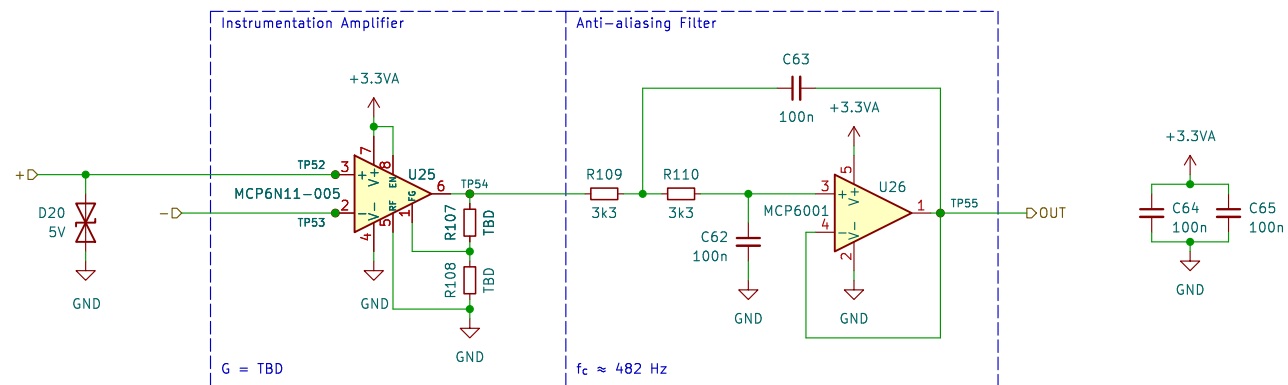 Instrumentation Amplifier
Anti-aliasing Filter
C63
100n
+3.3VA
+3.3VA
+3.3VA
+
D20
5V
GND
-
TP52
TP53
MCP6N11-005
3
2
7
8
4
5
1
6
+
-
V+
V-
EN
RF
FG
U25
GND
TP54
R107
TBD
R108
TBD
GND
R109
3k3
R110
3k3
C62
100n
GND
MCP6001
3
4
5
2
1
+
-
V+
V-
U26
GND
TP55
OUT
C64
100n
C65
100n
GND
G = TBD
fc ≈ 482 Hz